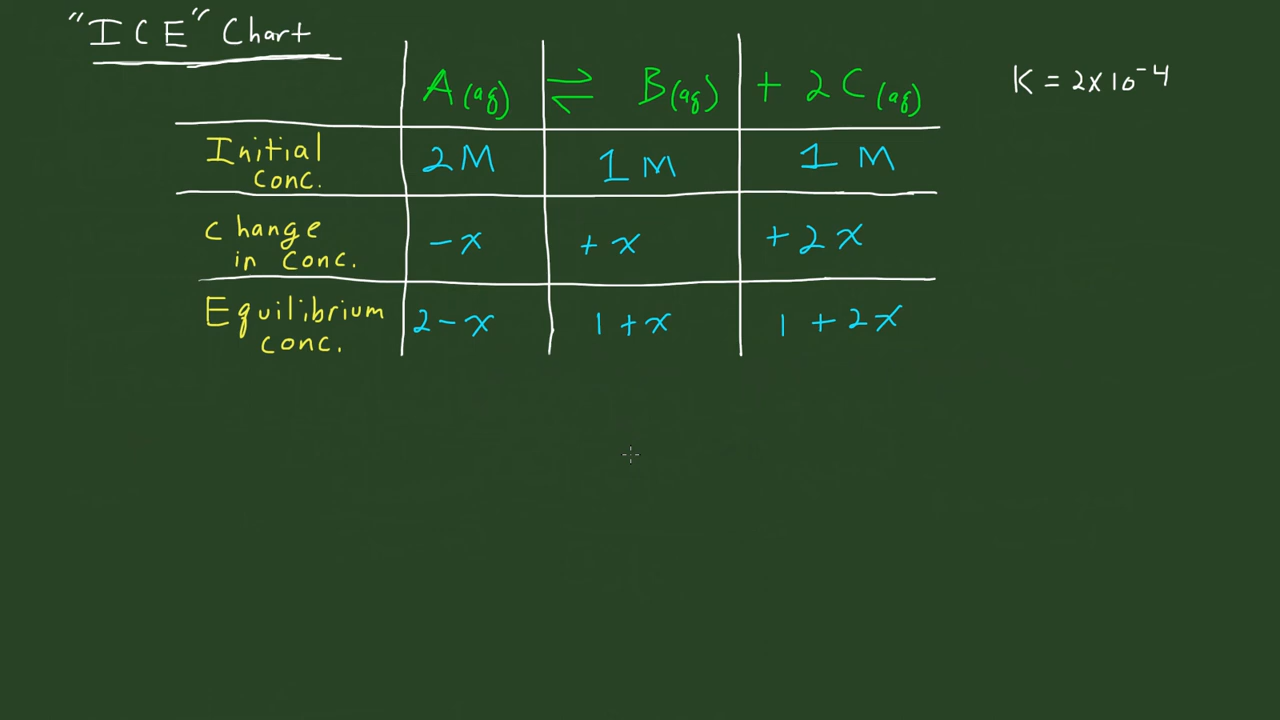 "ICE" Chart
A(aq) ⇌ B(aq) + 2C(aq)
K = 2x10⁻⁴
Initial conc. 2M 1M 1 M
Change in conc. -x +x +2x
Equilibrium conc. 2-x 1+x 1+2x